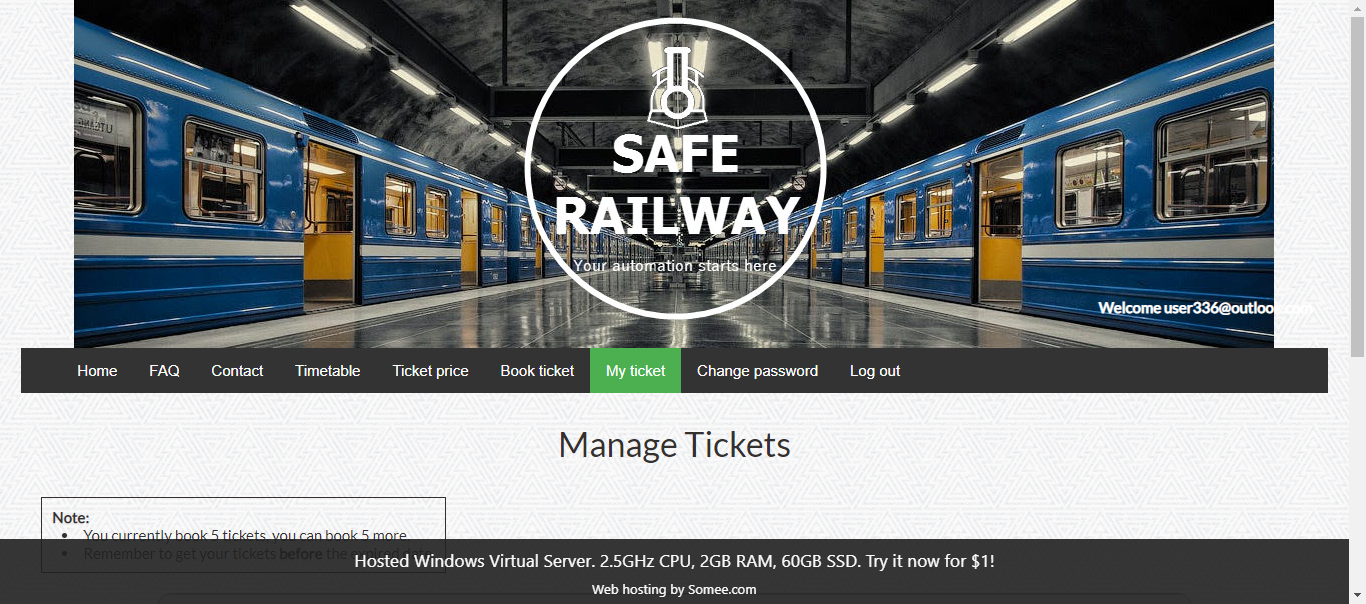 SAFE
RAILWAY
Your automation starts here
Welcome user336@outlook.com
Home FAQ Contact Timetable Ticket price Book ticket My ticket Change password Log out
Manage Tickets
Note:
You currently book 5 tickets, you can book 5 more.
Remember to get your tickets before the expired date.
Hosted Windows Virtual Server. 2.5GHz CPU, 2GB RAM, 60GB SSD. Try it now for $1!
Web hosting by Somee.com